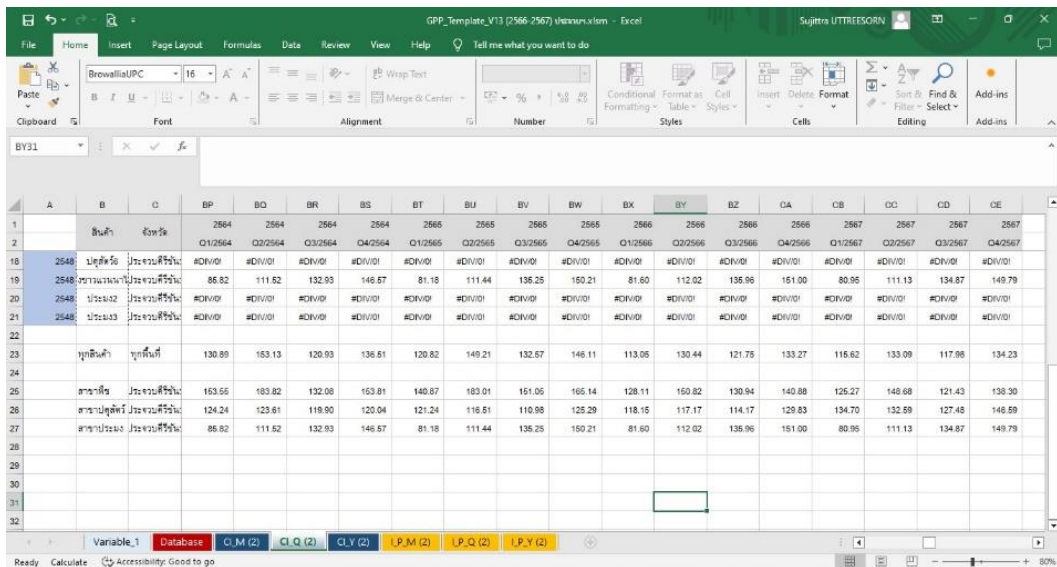 GPP_Template_V13 (2566-2567) ประจวบฯ.xlsm - Excel
Sujittra UTTREESORN
File Home Insert Page Layout Formulas Data Review View Help Tell me what you want to do
Paste
BrowalliaUPC 16
Wrap Text
Merge & Center
Conditional Formatting
Format as Table
Cell Styles
Insert Delete Format
Sort & Filter
Find & Select
Add-ins
Clipboard Font Alignment Number Styles Cells Editing Add-ins
BY31
A B C BP BQ BR BS BT BU BV BW BX BY BZ CA CB CC CD CE
1 สินค้า จังหวัด 2564 2564 2564 2564 2565 2565 2565 2565 2566 2566 2566 2566 2567 2567 2567 2567
2 Q1/2564 Q2/2564 Q3/2564 Q4/2564 Q1/2565 Q2/2565 Q3/2565 Q4/2565 Q1/2566 Q2/2566 Q3/2566 Q4/2566 Q1/2567 Q2/2567 Q3/2567 Q4/2567
18 2548 ปศุสัตว์6 ประจวบคีรีขัน #DIV/0! #DIV/0! #DIV/0! #DIV/0! #DIV/0! #DIV/0! #DIV/0! #DIV/0! #DIV/0! #DIV/0! #DIV/0! #DIV/0! #DIV/0! #DIV/0! #DIV/0! #DIV/0!
19 2548 ประจวบคีรีขัน 85.82 111.52 132.93 146.57 81.18 111.44 135.25 150.21 81.60 112.02 135.96 151.00 80.95 111.13 134.87 149.79
20 2548 ประมง2 ประจวบคีรีขัน #DIV/0! #DIV/0! #DIV/0! #DIV/0! #DIV/0! #DIV/0! #DIV/0! #DIV/0! #DIV/0! #DIV/0! #DIV/0! #DIV/0! #DIV/0! #DIV/0! #DIV/0! #DIV/0!
21 2548 ประมง3 ประจวบคีรีขัน #DIV/0! #DIV/0! #DIV/0! #DIV/0! #DIV/0! #DIV/0! #DIV/0! #DIV/0! #DIV/0! #DIV/0! #DIV/0! #DIV/0! #DIV/0! #DIV/0! #DIV/0! #DIV/0!
22
23 ทุกสินค้า ทุกพื้นที่ 130.89 153.13 120.93 136.51 120.82 149.21 132.57 146.11 113.05 130.44 121.75 133.27 115.62 133.09 117.98 134.23
24
25 สาขาพืช ประจวบคีรีขัน 153.55 183.82 132.08 153.81 140.87 183.01 151.05 165.14 128.11 150.82 130.94 140.88 125.27 148.68 121.43 138.30
26 สาขาปศุสัตว์ ประจวบคีรีขัน 124.24 123.61 119.90 120.04 121.24 116.51 110.98 125.29 118.15 117.17 114.17 129.83 134.70 132.59 127.48 146.59
27 สาขาประมง ประจวบคีรีขัน 85.82 111.52 132.93 146.57 81.18 111.44 135.25 150.21 81.60 112.02 135.96 151.00 80.95 111.13 134.87 149.79
28
29
30
31
32
Variable_1 Database CI_M (2) CI_Q (2) CI_Y (2) I_P_M (2) I_P_Q (2) I_P_Y (2)
Ready Calculate Accessibility: Good to go 80%